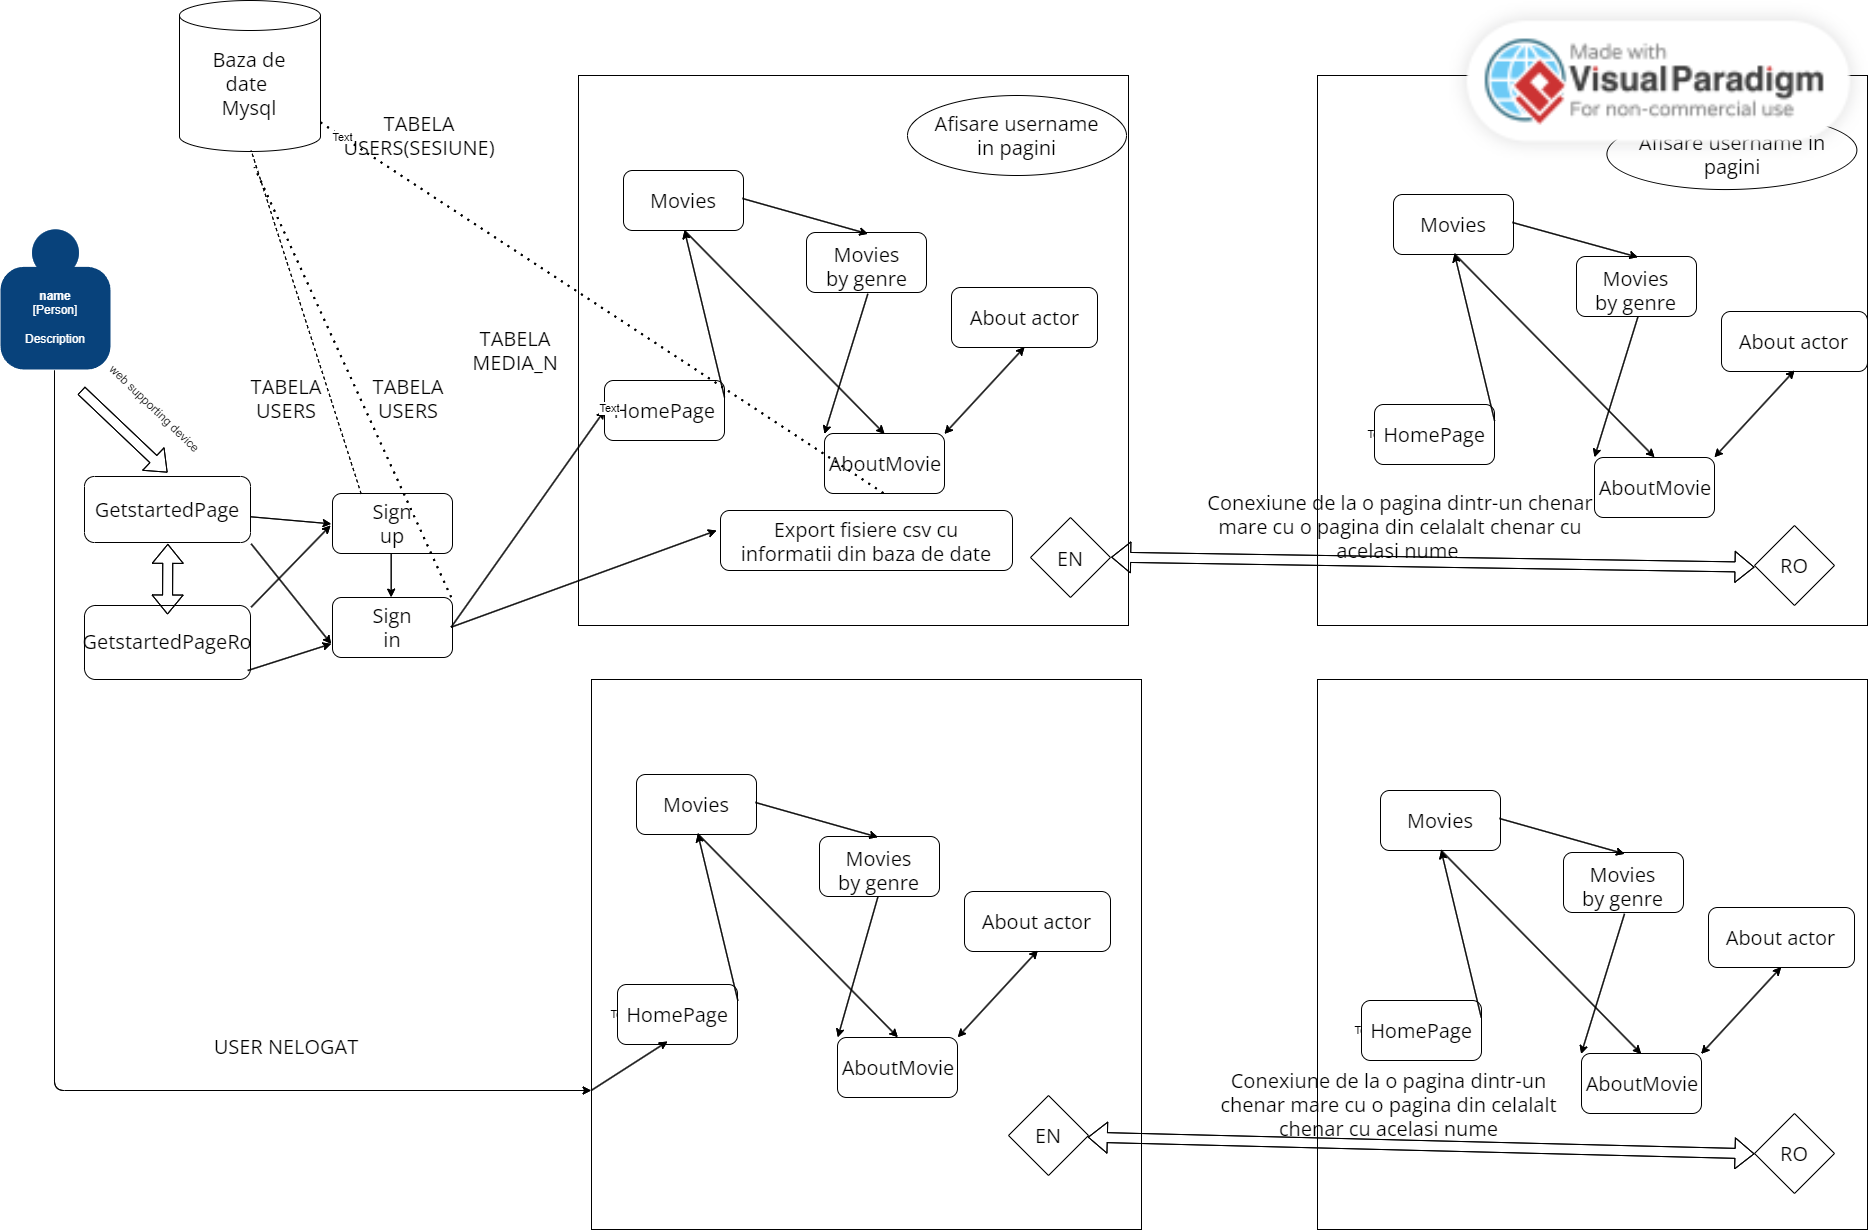 Baza de
date
Mysql
Made with
Visual Paradigm
For non-commercial use
TABELA
USERS(SESIUNE)
Text
Afisare username
in pagini
Afisare username in
pagini
Movies
Movies
by genre
About actor
Movies
Movies
by genre
About actor
name
[Person]
Description
web supporting device
TABELA
USERS
TABELA
USERS
TABELA
MEDIA_N
Text
HomePage
AboutMovie
HomePage
AboutMovie
GetstartedPage
Sign
up
Export fisiere csv cu
informatii din baza de date
EN
Conexiune de la o pagina dintr-un chenar
mare cu o pagina din celalalt chenar cu
acelasi nume
RO
GetstartedPageRo
Sign
in
Movies
Movies
by genre
About actor
Movies
Movies
by genre
About actor
HomePage
AboutMovie
HomePage
AboutMovie
USER NELOGAT
EN
Conexiune de la o pagina dintr-un
chenar mare cu o pagina din celalalt
chenar cu acelasi nume
RO